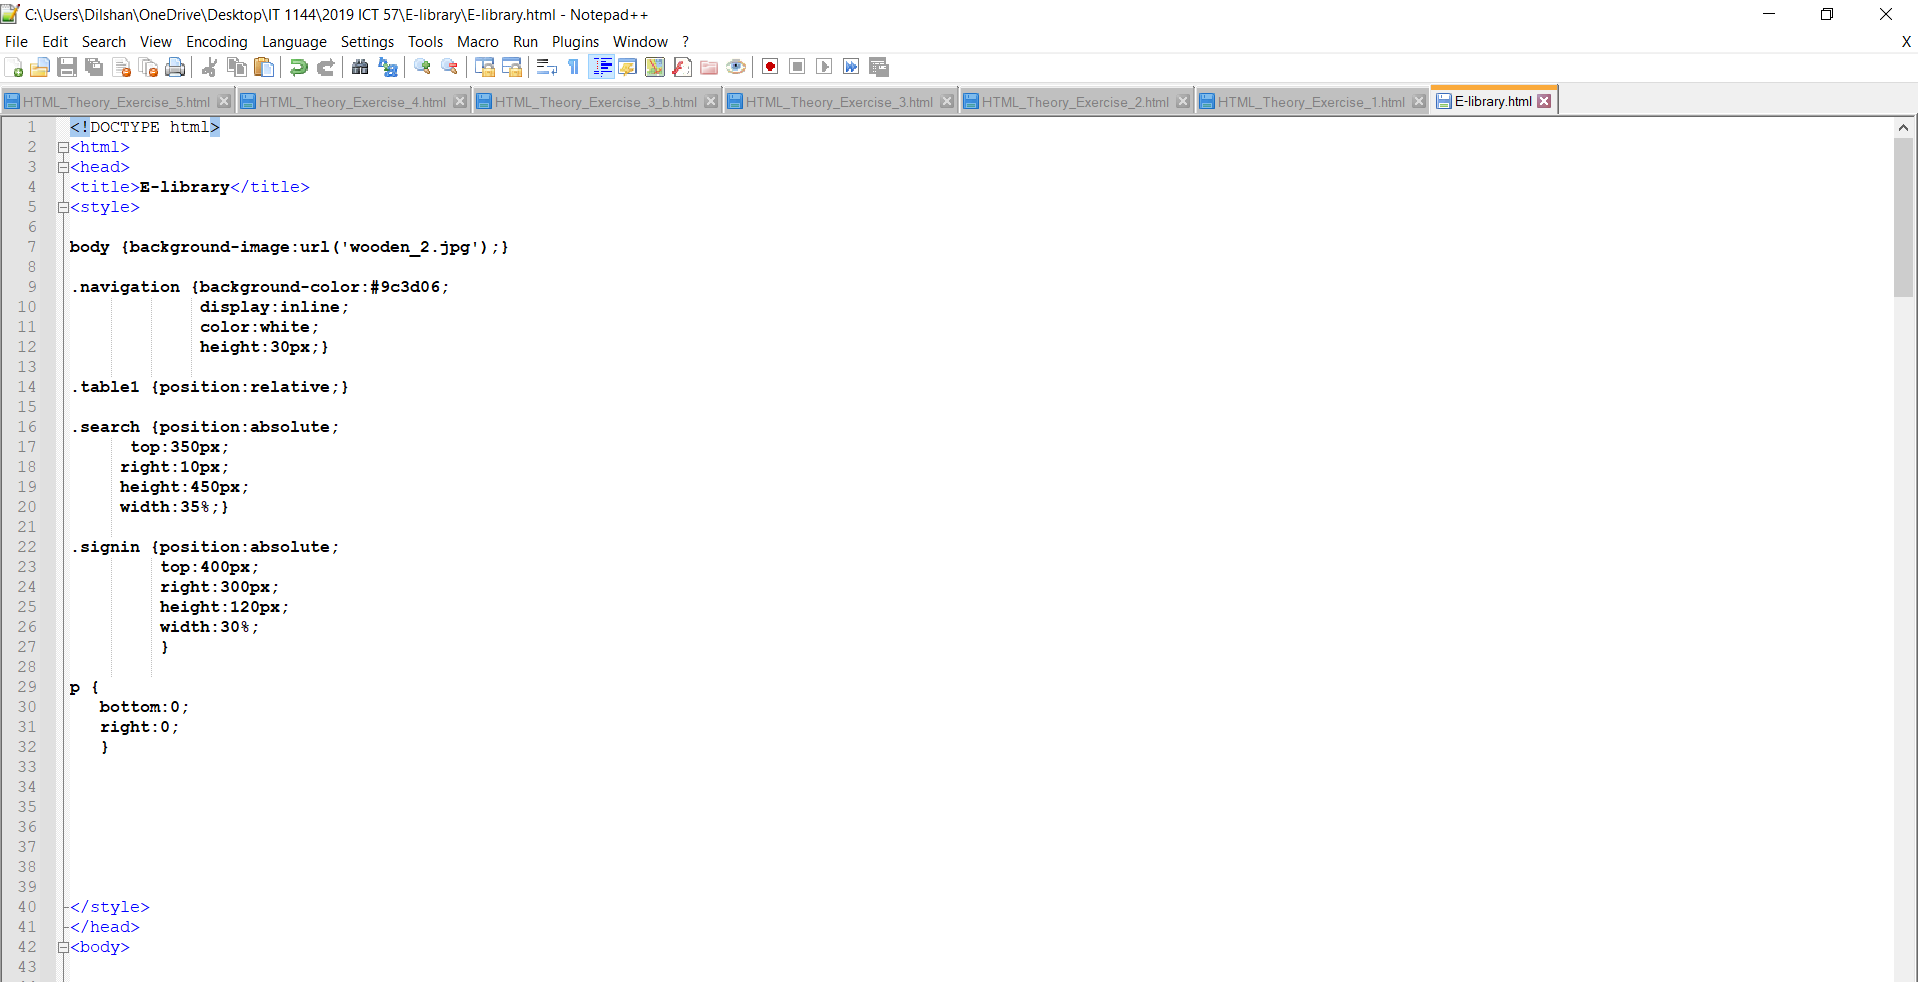 C:\Users\Dilshan\OneDrive\Desktop\IT 1144\2019 ICT 57\E-library\E-library.html - Notepad++
File Edit Search View Encoding Language Settings Tools Macro Run Plugins Window ? X
HTML_Theory_Exercise_5.html HTML_Theory_Exercise_4.html HTML_Theory_Exercise_3_b.html HTML_Theory_Exercise_3.html HTML_Theory_Exercise_2.html HTML_Theory_Exercise_1.html E-library.html
1 <!DOCTYPE html>
2 <html>
3 <head>
4 <title>E-library</title>
5 <style>
6
7 body {background-image:url('wooden_2.jpg');}
8
9 .navigation {background-color:#9c3d06;
10 display:inline;
11 color:white;
12 height:30px;}
13
14 .table1 {position:relative;}
15
16 .search {position:absolute;
17 top:350px;
18 right:10px;
19 height:450px;
20 width:35%;}
21
22 .signin {position:absolute;
23 top:400px;
24 right:300px;
25 height:120px;
26 width:30%;
27 }
28
29 p {
30 bottom:0;
31 right:0;
32 }
33
34
35
36
37
38
39
40 </style>
41 </head>
42 <body>
43